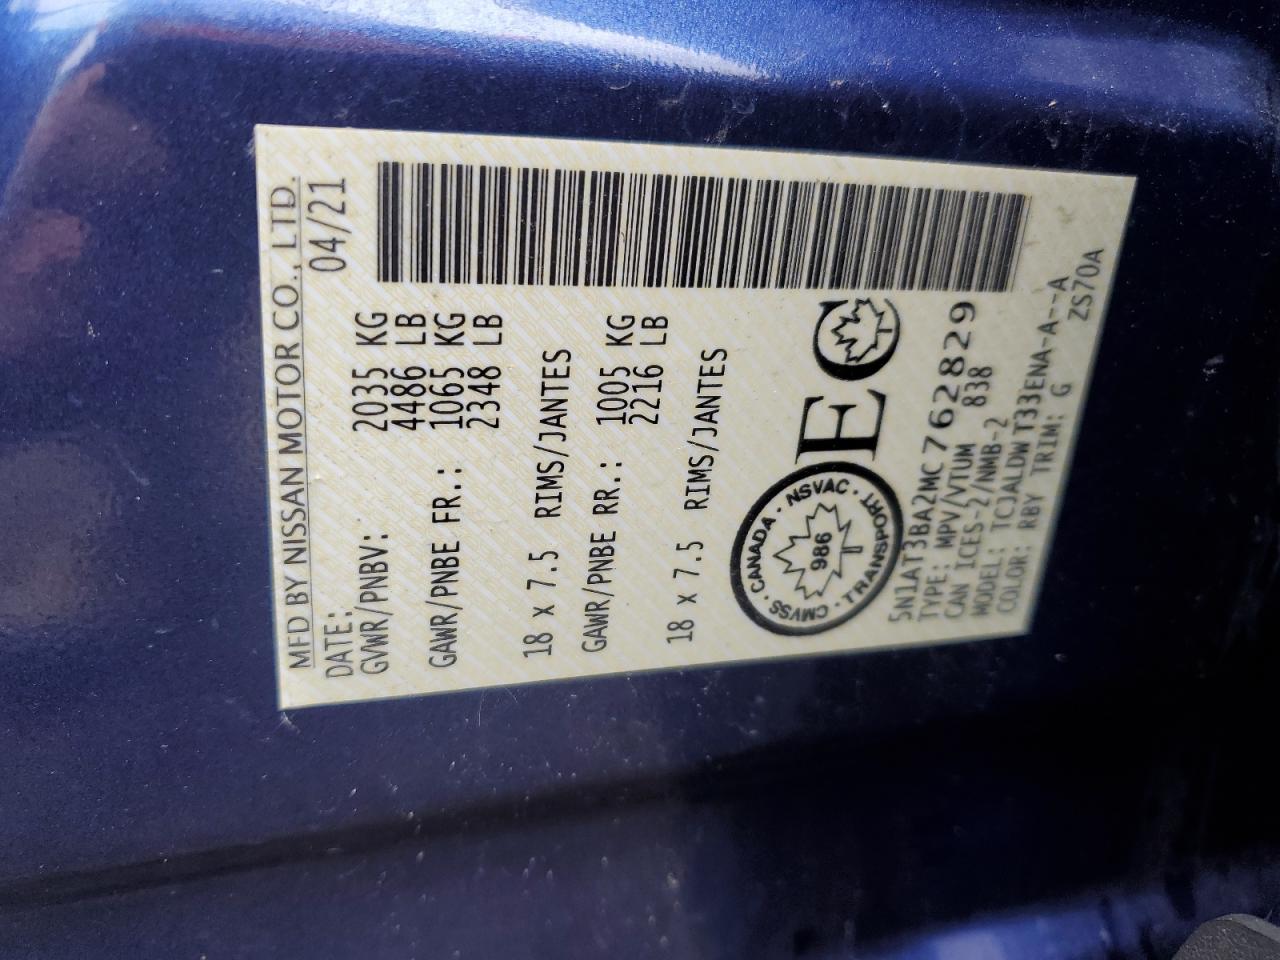 MFD BY NISSAN MOTOR CO., LTD.
DATE: 04/21
GVWR/PNBV: 2035 KG
4486 LB
GAWR/PNBE FR.: 1065 KG
2348 LB
18 x 7.5 RIMS/JANTES
GAWR/PNBE RR.: 1005 KG
2216 LB
18 x 7.5 RIMS/JANTES
CANADA · NSVAC · TRANSPORT · CMVSS ·
986
EC
5N1AT3BA2MC762829
TYPE: MPV/VTUM 838
CAN ICES-2/NMB-2
MODEL: TCJALDW T33ENA-A--A
COLOR: RBY TRIM: G ZS70A